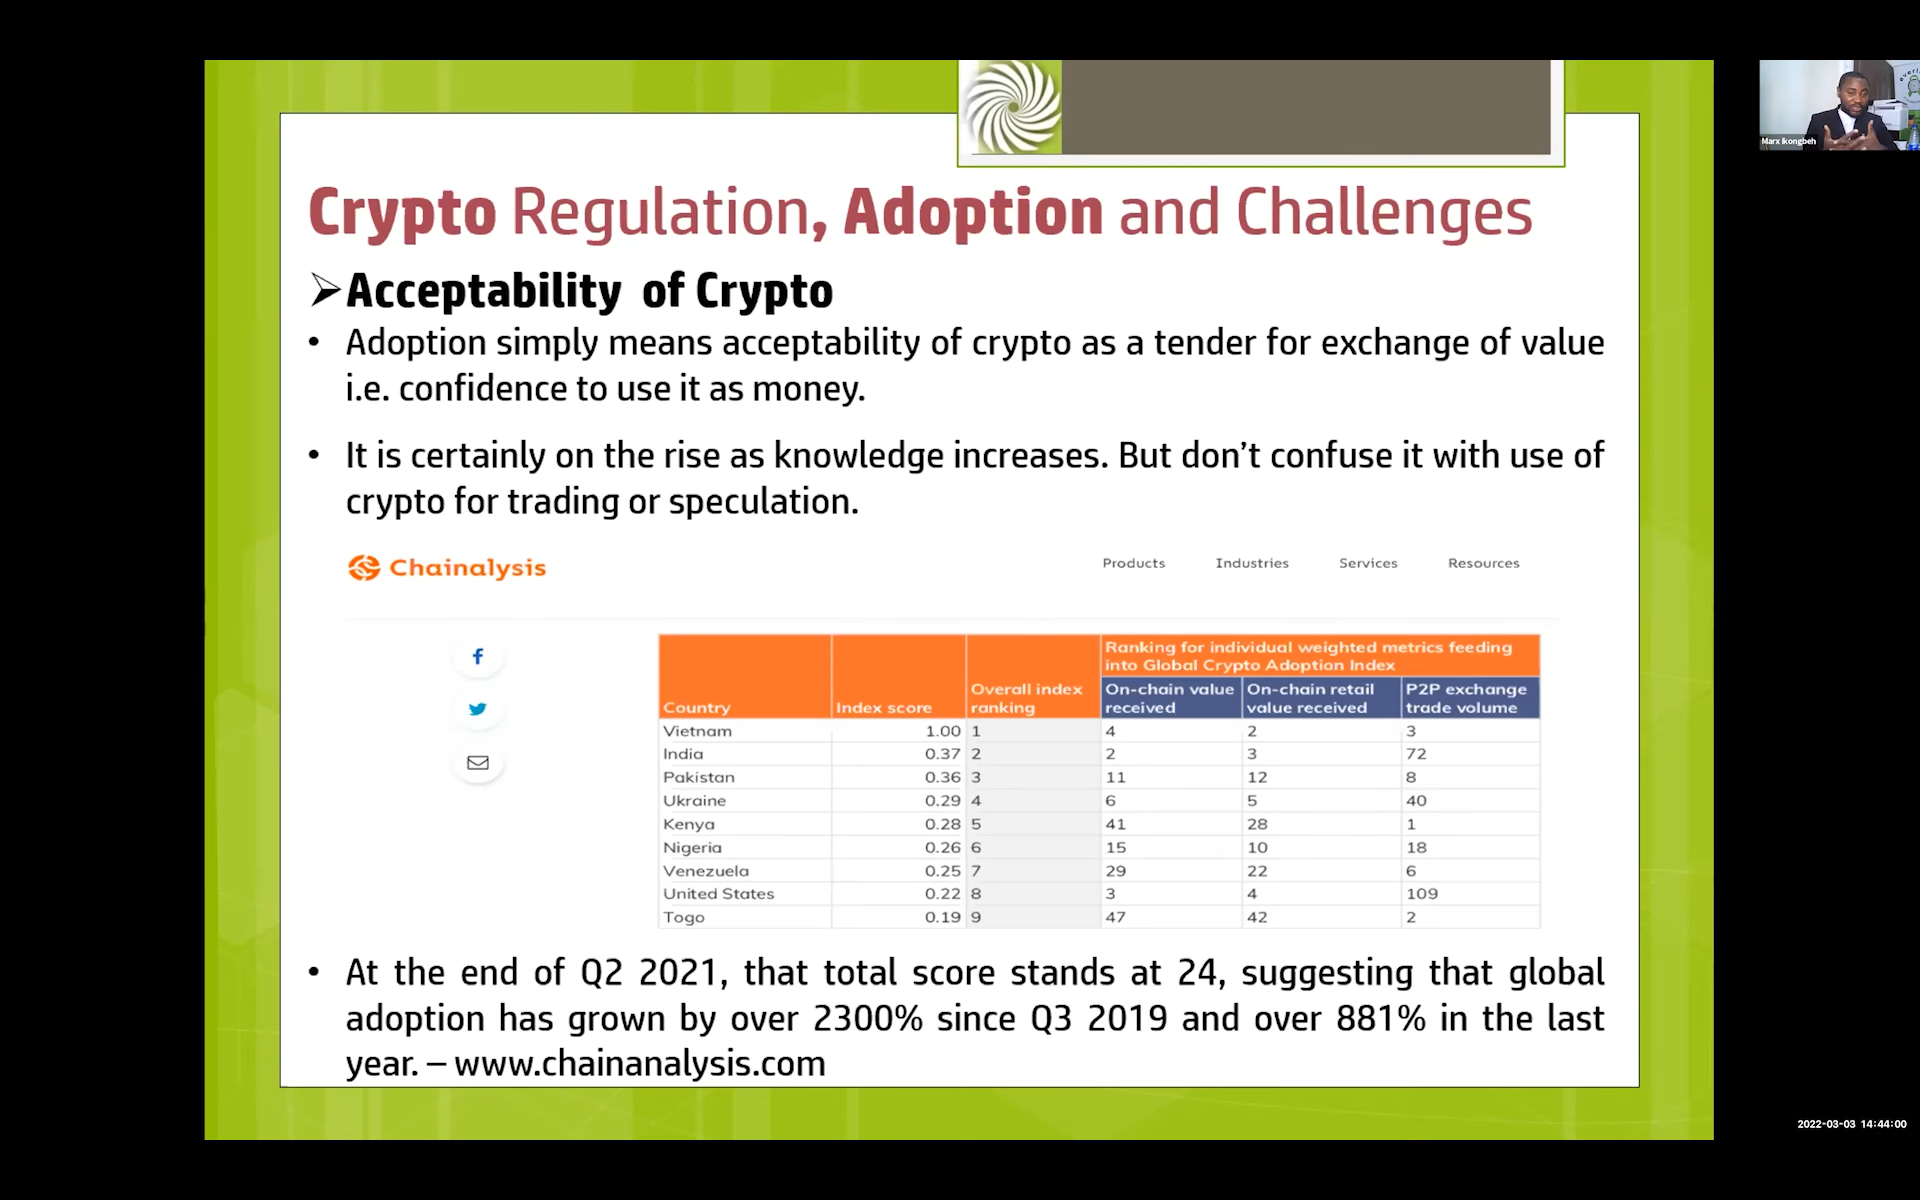 Marx Ikongbeh
Crypto Regulation, Adoption and Challenges
➢Acceptability of Crypto
• Adoption simply means acceptability of crypto as a tender for exchange of value
i.e. confidence to use it as money.
• It is certainly on the rise as knowledge increases. But don’t confuse it with use of
crypto for trading or speculation.
Chainalysis Products Industries Services Resources
Ranking for individual weighted metrics feeding
into Global Crypto Adoption Index
Country Index score Overall index ranking On-chain value received On-chain retail value received P2P exchange trade volume
Vietnam 1.00 1 4 2 3
India 0.37 2 2 3 72
Pakistan 0.36 3 11 12 8
Ukraine 0.29 4 6 5 40
Kenya 0.28 5 41 28 1
Nigeria 0.26 6 15 10 18
Venezuela 0.25 7 29 22 6
United States 0.22 8 3 4 109
Togo 0.19 9 47 42 2
• At the end of Q2 2021, that total score stands at 24, suggesting that global
adoption has grown by over 2300% since Q3 2019 and over 881% in the last
year. – www.chainanalysis.com
2022-03-03 14:44:00